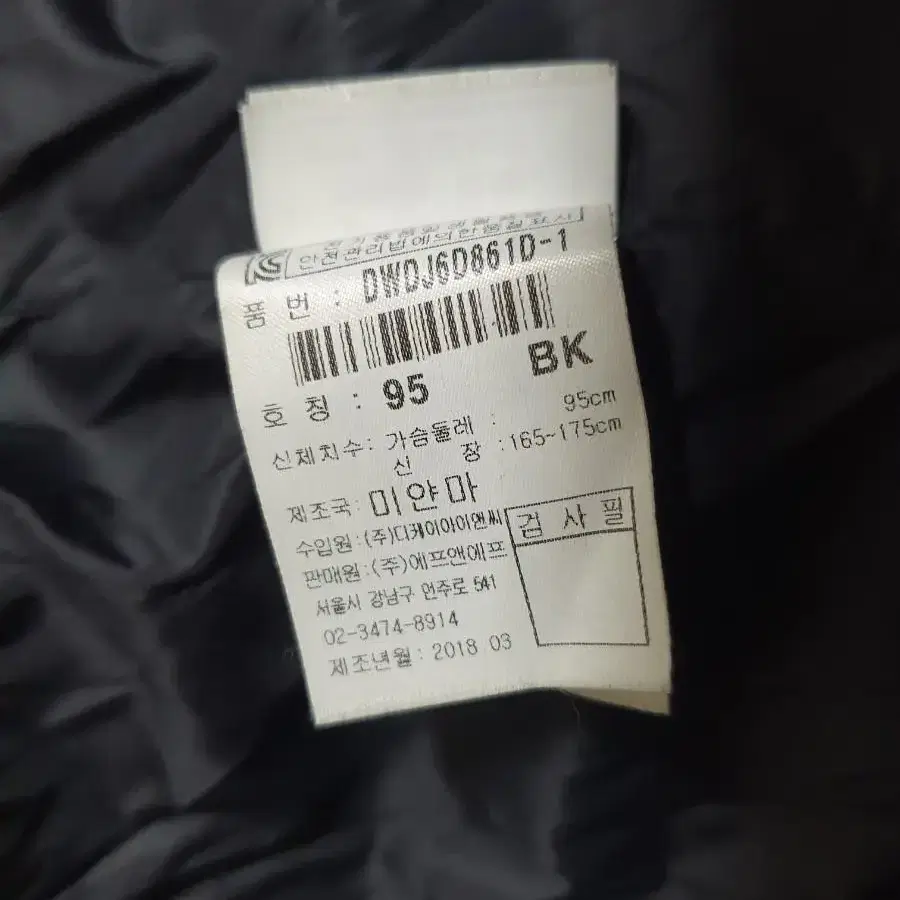 안전관리법에의한품질표시
품 번 : DWDJ6D861D-1
BK
호 칭 : 95
신체치수: 가슴둘레 : 95cm
신 장 :165~175cm
제조국: 미얀마
수입원:(주)디케이아이앤씨
판매원:(주)에프앤에프
서울시 강남구 언주로 541
02-3474-8914
제조년월: 2018 03
검 사 필